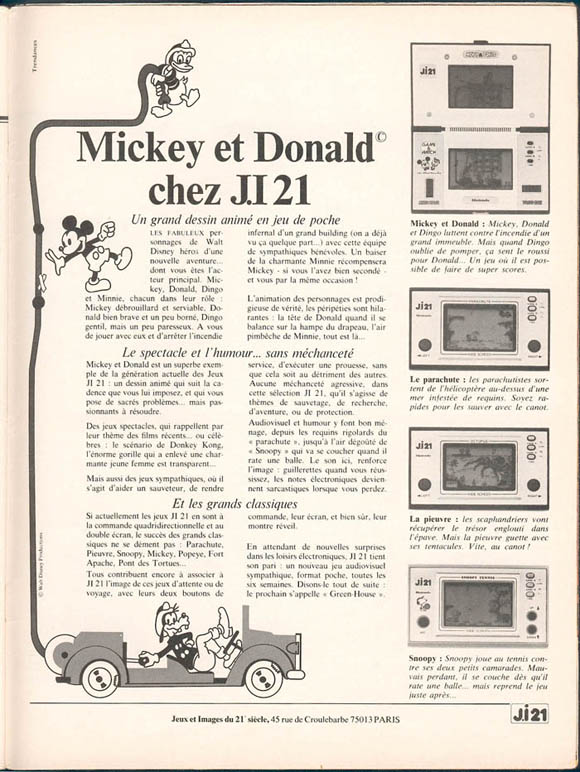 Tendances
Mickey et Donald©
chez J.I 21
Un grand dessin animé en jeu de poche
LES FABULEUX per-
sonnages de Walt
Disney héros d'une
nouvelle aventure...
dont vous êtes l'ac-
teur principal. Mic-
key, Donald, Dingo
et Minnie, chacun dans leur rôle :
Mickey débrouillard et serviable, Do-
nald bien brave et un peu borné, Dingo
gentil, mais un peu paresseux. A vous
de jouer avec eux et d'arrêter l'incendie
infernal d'un grand building (on a déjà
vu ça quelque part...) avec cette équipe
de sympathiques bénévoles. Un baiser
de la charmante Minnie récompensera
Mickey - si vous l'avez bien secondé -
et vous par la même occasion !
L'animation des personnages est prodi-
gieuse de vérité, les péripéties sont hila-
rantes : la tête de Donald quand il se
balance sur la hampe du drapeau, l'air
pimbêche de Minnie, tout est là...
Le spectacle et l'humour... sans méchanceté
Mickey et Donald est un superbe exem-
ple de la génération actuelle des Jeux
JI 21 : un dessin animé qui suit la ca-
dence que vous lui imposez, et qui vous
pose de sacrés problèmes... mais pas-
sionnants à résoudre.
Des jeux spectacles, qui rappellent par
leur thème des films récents... ou célè-
bres : le scénario de Donkey Kong,
l'énorme gorille qui a enlevé une char-
mante jeune femme est transparent...
Mais aussi des jeux sympathiques, où il
s'agit d'aider un sauveteur, de rendre
service, d'exécuter une prouesse, sans
que cela soit au détriment des autres.
Aucune méchanceté agressive, dans
cette sélection JI 21, qu'il s'agisse de
thèmes de sauvetage, de recherche,
d'aventure, ou de protection.
Audiovisuel et humour y font bon mé-
nage, depuis les requins rigolards du
« parachute », jusqu'à l'air dégoûté de
« Snoopy » qui va se coucher quand il
rate une balle. Le son ici, renforce
l'image : guillerettes quand vous réus-
sissez, les notes électroniques devien-
nent sarcastiques lorsque vous perdez.
Et les grands classiques
Si actuellement les jeux JI 21 en sont à
la commande quadridirectionnelle et au
double écran, le succès des grands clas-
siques ne se dément pas : Parachute,
Pieuvre, Snoopy, Mickey, Popeye, Fort
Apache, Pont des Tortues...
Tous contribuent encore à associer à
JI 21 l'image de ces jeux d'attente ou de
voyage, avec leurs deux boutons de
commande, leur écran, et bien sûr, leur
montre réveil.
En attendant de nouvelles surprises
dans les loisirs électroniques, JI 21 tient
son pari : un nouveau jeu audiovisuel
sympathique, format poche, toutes les
six semaines. Disons-le tout de suite :
le prochain s'appelle « Green-House ».
© Walt Disney Productions
J.I 21
GAME & WATCH
Nintendo
Mickey et Donald : Mickey, Donald
et Dingo luttent contre l'incendie d'un
grand immeuble. Mais quand Dingo
oublie de pomper, ça sent le roussi
pour Donald... Un jeu où il est pos-
sible de faire de super scores.
J.I 21
PARACHUTE
Le parachute : les parachutistes sor-
tent de l'hélicoptère au-dessus d'une
mer infestée de requins. Soyez ra-
pides pour les sauver avec le canot.
J.I 21
OCTOPUS
La pieuvre : les scaphandriers vont
récupérer le trésor englouti dans
l'épave. Mais la pieuvre guette avec
ses tentacules. Vite, au canot !
J.I 21
SNOOPY TENNIS
Snoopy : Snoopy joue au tennis con-
tre ses deux petits camarades. Mau-
vais perdant, il se couche dès qu'il
rate une balle... mais reprend le jeu
juste après...
Jeux et Images du 21e siècle, 45 rue de Croulebarbe 75013 PARIS
J.I 21